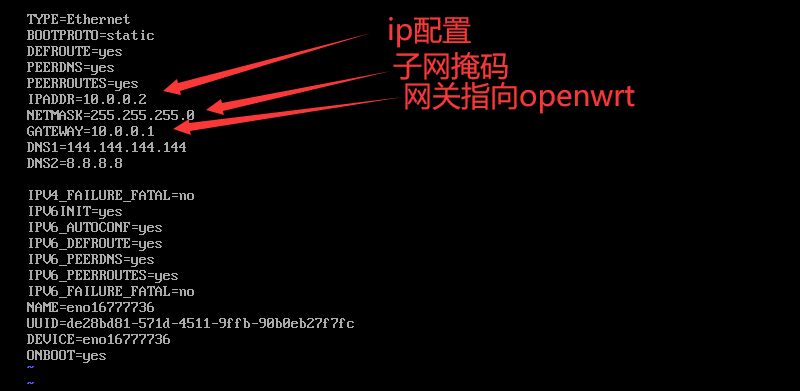 TYPE=Ethernet
BOOTPROTO=static
DEFROUTE=yes
PEERDNS=yes
PEERROUTES=yes
IPADDR=10.0.0.2
NETMASK=255.255.255.0
GATEWAY=10.0.0.1
DNS1=144.144.144.144
DNS2=8.8.8.8
IPV4_FAILURE_FATAL=no
IPV6INIT=yes
IPV6_AUTOCONF=yes
IPV6_DEFROUTE=yes
IPV6_PEERDNS=yes
IPV6_PEERROUTES=yes
IPV6_FAILURE_FATAL=no
NAME=eno16777736
UUID=de28bd81-571d-4511-9ffb-90b0eb27f7fc
DEVICE=eno16777736
ONBOOT=yes
~
~
ip配置
子网掩码
网关指向openwrt